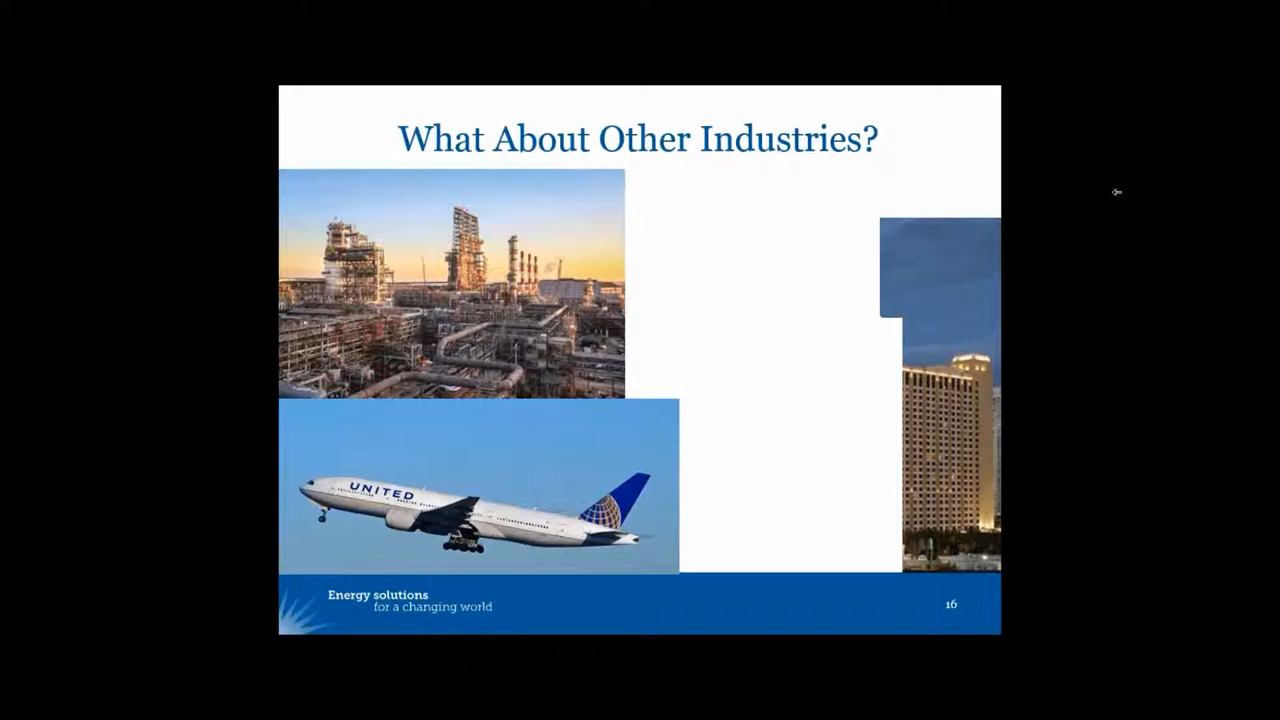 What About Other Industries?
UNITED
Energy solutions
for a changing world
16